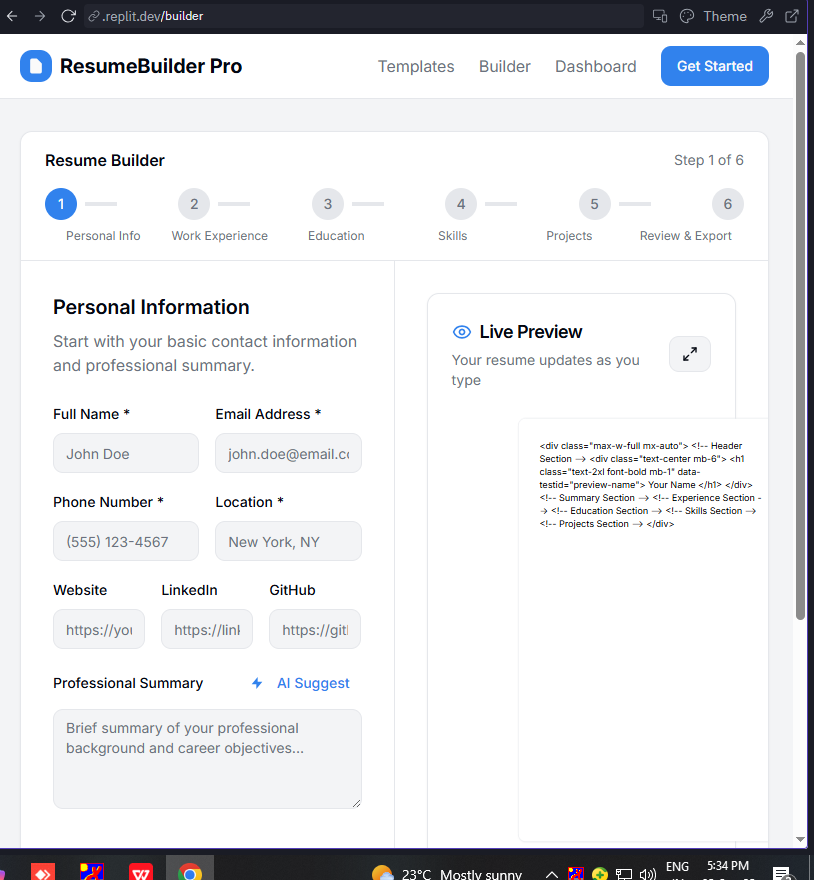 .replit.dev/builder
Theme
ResumeBuilder Pro
Templates
Builder
Dashboard
Get Started
Resume Builder
Step 1 of 6
1
2
3
4
5
6
Personal Info
Work Experience
Education
Skills
Projects
Review & Export
Personal Information
Start with your basic contact information
and professional summary.
Full Name *
Email Address *
John Doe
john.doe@email.co
Phone Number *
Location *
(555) 123-4567
New York, NY
Website
LinkedIn
GitHub
https://you
https://link
https://gitl
Professional Summary
AI Suggest
Brief summary of your professional
background and career objectives...
Live Preview
Your resume updates as you
type
<div class="max-w-full mx-auto"> <!-- Header
Section --> <div class="text-center mb-6"> <h1
class="text-2xl font-bold mb-1" data-
testid="preview-name"> Your Name </h1> </div>
<!-- Summary Section --> <!-- Experience Section -
-> <!-- Education Section --> <!-- Skills Section -->
<!-- Projects Section --> </div>
23°C Mostly sunny
ENG
5:34 PM